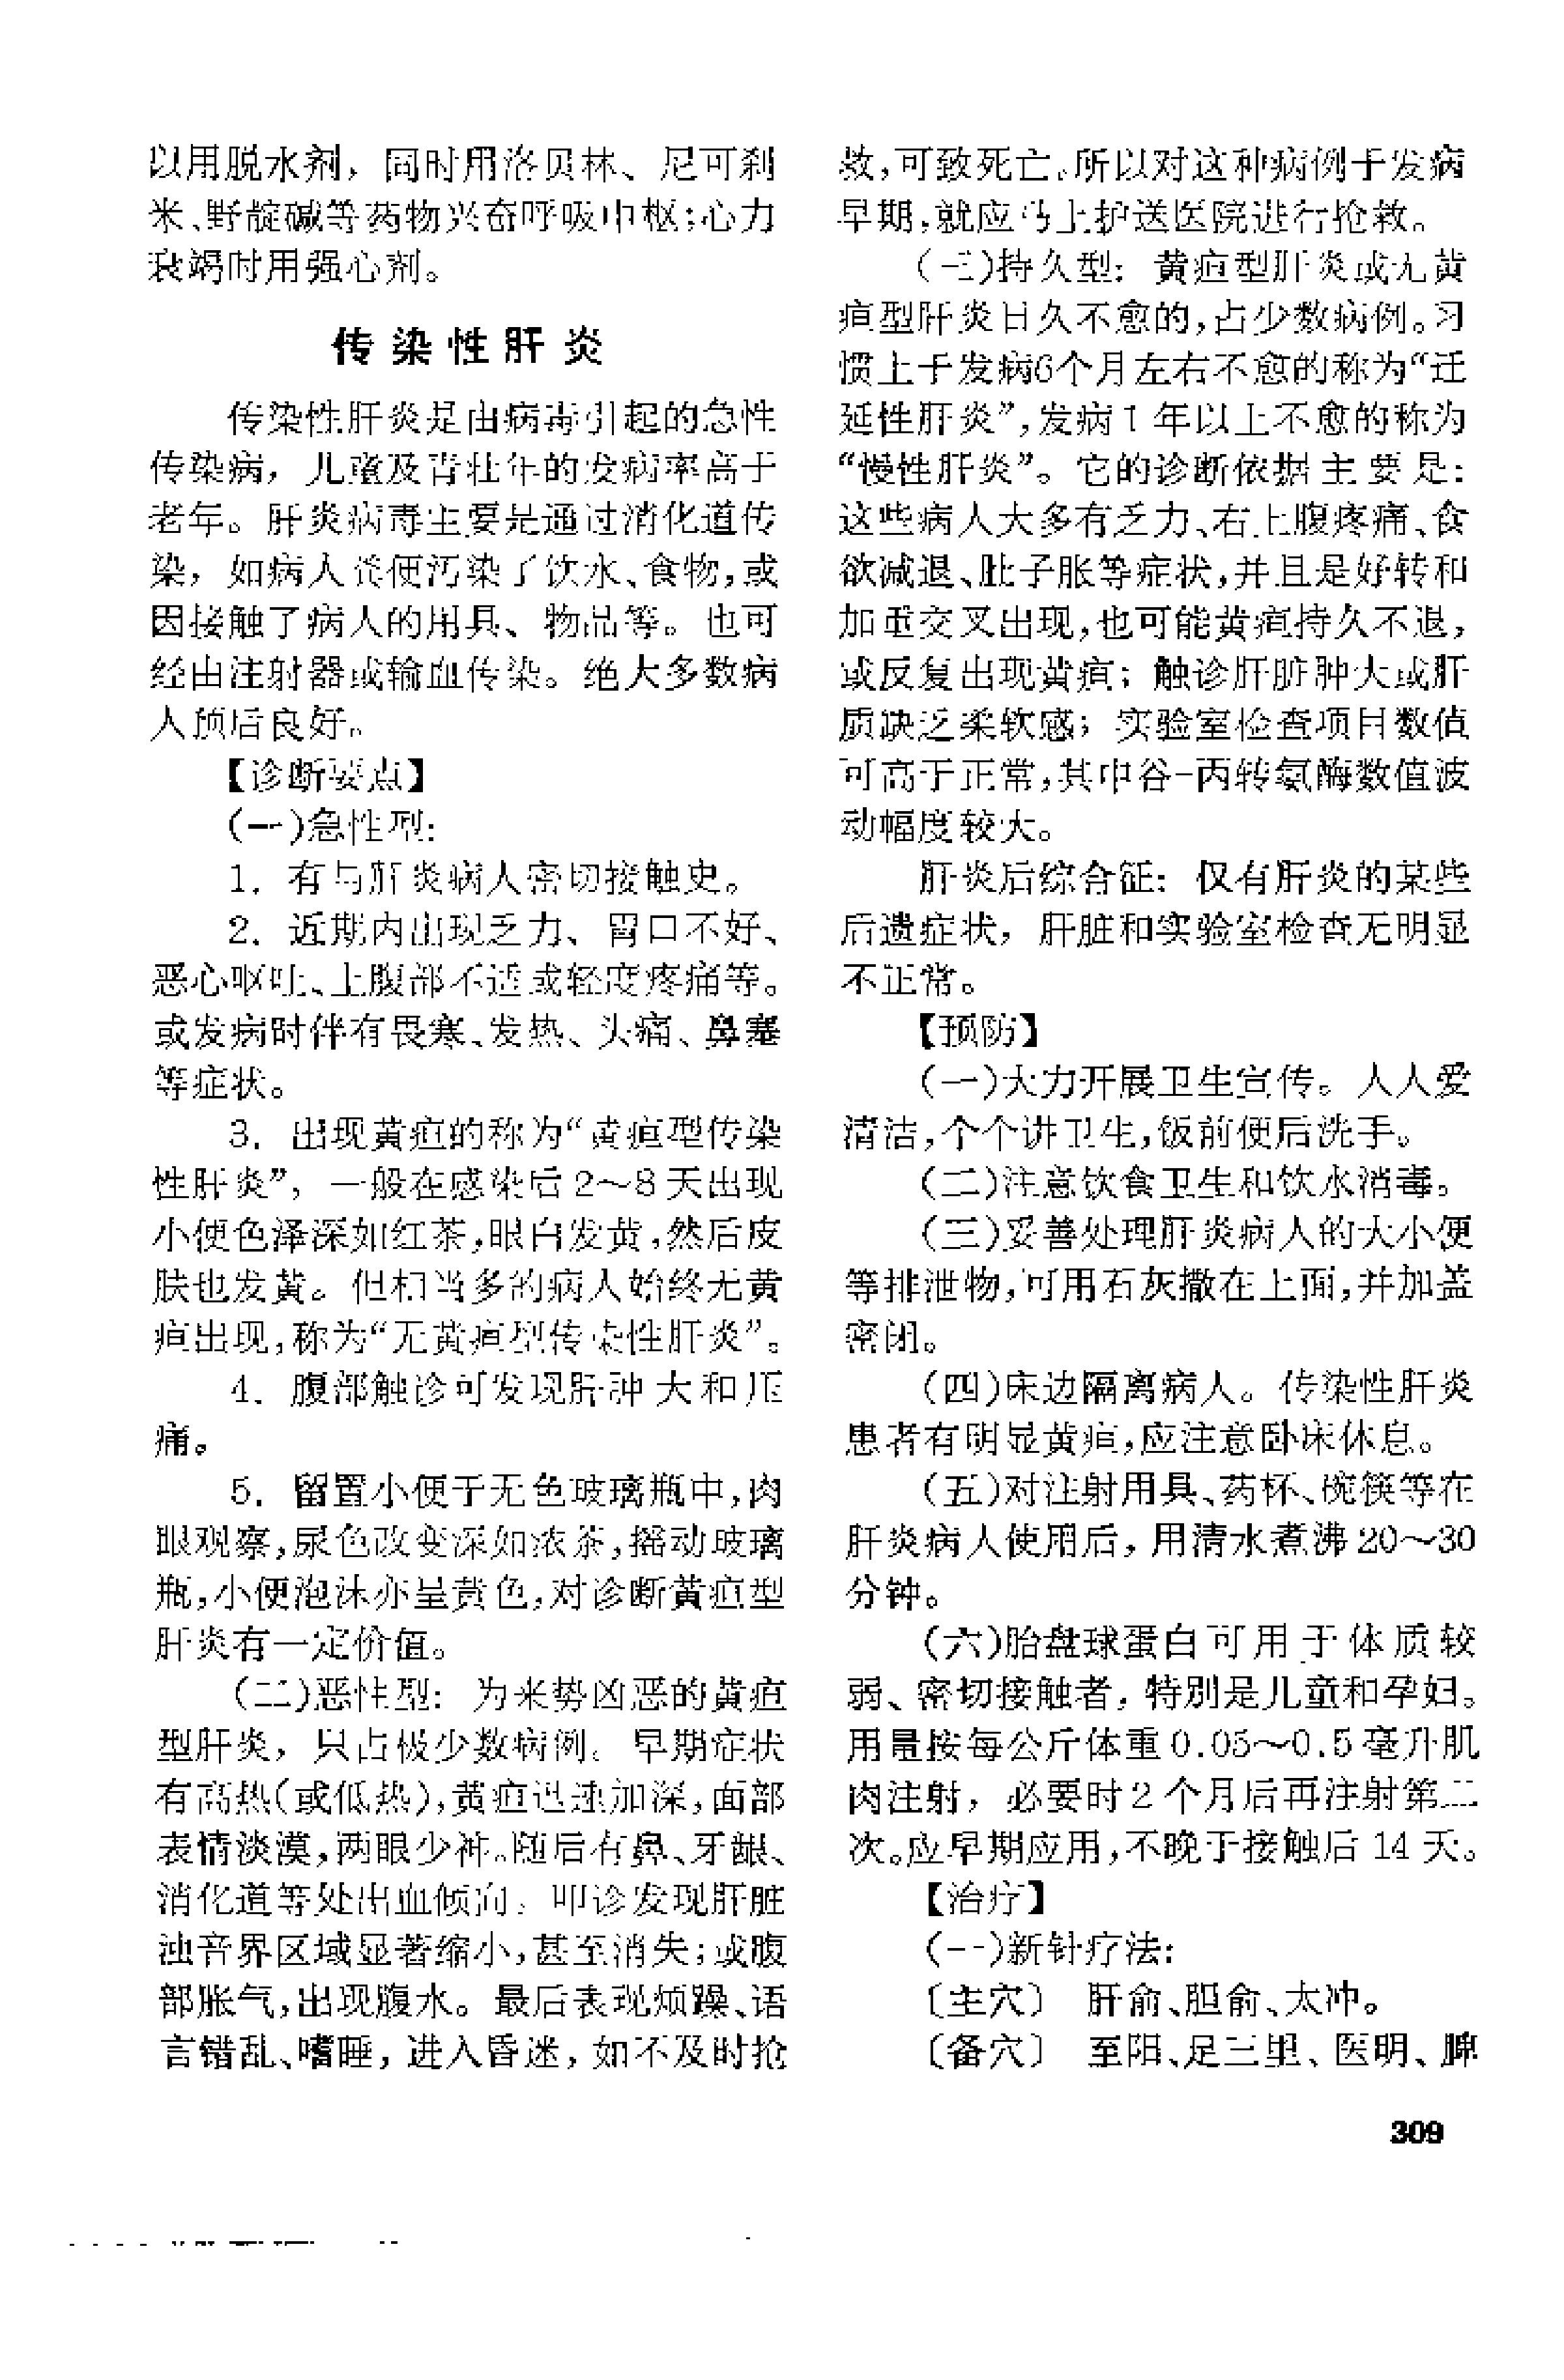 以用脱水剂，同时用洛贝林、尼可刹
米、野靛碱等药物兴奋呼吸中枢；心力
衰竭时用强心剂。
传染性肝炎
传染性肝炎是由病毒引起的急性
传染病，儿童及青壮年的发病率高于
老年。肝炎病毒主要是通过消化道传
染，如病人粪便污染了饮水、食物，或
因接触了病人的用具、物品等。也可
经由注射器或输血传染。绝大多数病
人预后良好。
【诊断要点】
(一)急性型：
1. 有与肝炎病人密切接触史。
2. 近期内出现乏力、胃口不好、
恶心呕吐、上腹部不适或轻度疼痛等。
或发病时伴有畏寒、发热、头痛、鼻塞
等症状。
3. 出现黄疸的称为“黄疸型传染
性肝炎”，一般在感染后2～8天出现
小便色泽深如红茶，眼白发黄，然后皮
肤也发黄。但相当多的病人始终无黄
疸出现，称为“无黄疸型传染性肝炎”。
4. 腹部触诊可发现肝肿大和压
痛。
5. 留置小便于无色玻璃瓶中，肉
眼观察，尿色改变深如浓茶，摇动玻璃
瓶，小便泡沫亦呈黄色，对诊断黄疸型
肝炎有一定价值。
(二)恶性型：为来势凶恶的黄疸
型肝炎，只占极少数病例。早期症状
有高热(或低热)，黄疸迅速加深，面部
表情淡漠，两眼少神。随后有鼻、牙龈、
消化道等处出血倾向。叩诊发现肝脏
浊音界区域显著缩小，甚至消失；或腹
部胀气，出现腹水。最后表现烦躁、语
言错乱、嗜睡，进入昏迷，如不及时抢
救，可致死亡。所以对这种病例于发病
早期，就应马上护送医院进行抢救。
(三)持久型：黄疸型肝炎或无黄
疸型肝炎日久不愈的，占少数病例。习
惯上于发病6个月左右不愈的称为“迁
延性肝炎”，发病1年以上不愈的称为
“慢性肝炎”。它的诊断依据主要是：
这些病人大多有乏力、右上腹疼痛、食
欲减退、肚子胀等症状，并且是好转和
加重交叉出现，也可能黄疸持久不退，
或反复出现黄疸；触诊肝脏肿大或肝
质缺乏柔软感；实验室检查项目数值
可高于正常，其中谷-丙转氨酶数值波
动幅度较大。
肝炎后综合征：仅有肝炎的某些
后遗症状，肝脏和实验室检查无明显
不正常。
【预防】
(一)大力开展卫生宣传。人人爱
清洁，个个讲卫生，饭前便后洗手。
(二)注意饮食卫生和饮水消毒。
(三)妥善处理肝炎病人的大小便
等排泄物，可用石灰撒在上面，并加盖
密闭。
(四)床边隔离病人。传染性肝炎
患者有明显黄疸，应注意卧床休息。
(五)对注射用具、药杯、碗筷等在
肝炎病人使用后，用清水煮沸20～30
分钟。
(六)胎盘球蛋白可用于体质较
弱、密切接触者，特别是儿童和孕妇。
用量按每公斤体重0.05～0.5毫升肌
肉注射，必要时2个月后再注射第二
次。应早期应用，不晚于接触后14天。
【治疗】
(一)新针疗法：
〔主穴〕 肝俞、胆俞、太冲。
〔备穴〕 至阳、足三里、医明、脾
309